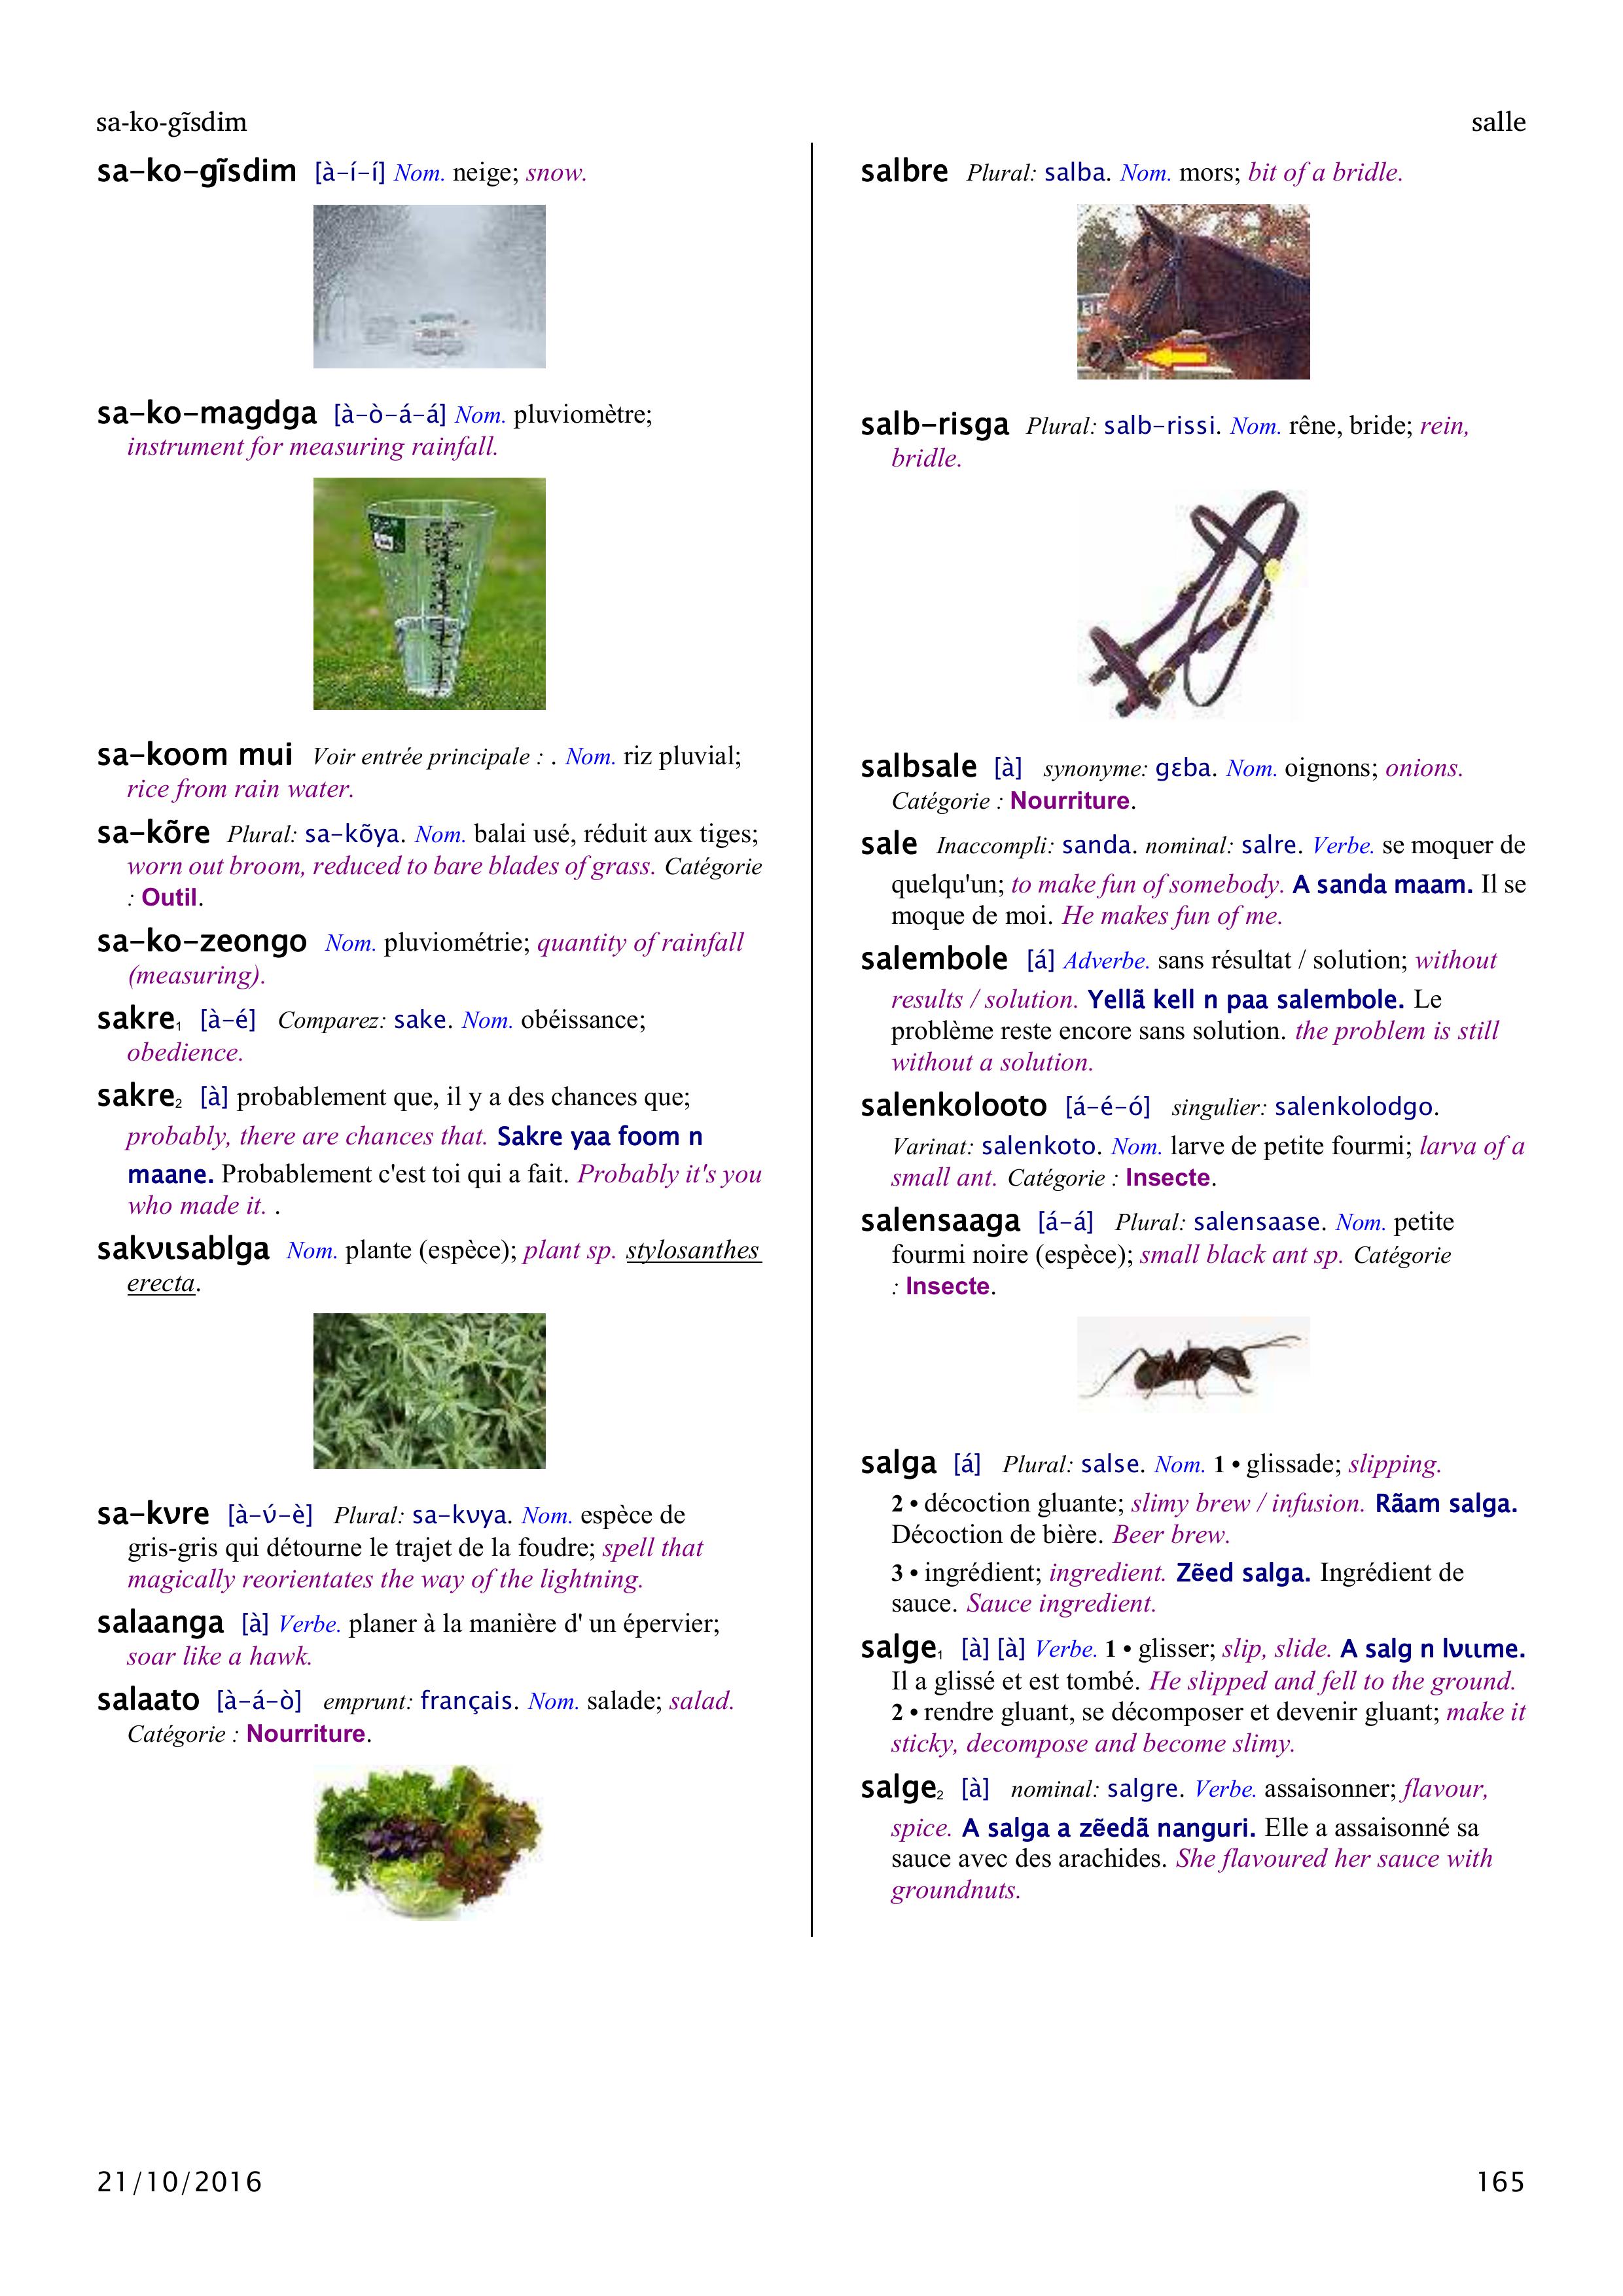 sa-ko-gĩsdim
salle
sa-ko-gĩsdim [à-í-í] Nom. neige; snow.
sa-ko-magdga [à-ò-á-á] Nom. pluviomètre;
instrument for measuring rainfall.
sa-koom mui Voir entrée principale : . Nom. riz pluvial;
rice from rain water.
sa-kõre Plural: sa-kõya. Nom. balai usé, réduit aux tiges;
worn out broom, reduced to bare blades of grass. Catégorie
: Outil.
sa-ko-zeongo Nom. pluviométrie; quantity of rainfall
(measuring).
sakre₁ [à-é] Comparez: sake. Nom. obéissance;
obedience.
sakre₂ [à] probablement que, il y a des chances que;
probably, there are chances that. Sakre yaa foom n
maane. Probablement c'est toi qui a fait. Probably it's you
who made it. .
sakʋɩsablga Nom. plante (espèce); plant sp. stylosanthes
erecta.
sa-kʋre [à-ʋ́-è] Plural: sa-kʋya. Nom. espèce de
gris-gris qui détourne le trajet de la foudre; spell that
magically reorientates the way of the lightning.
salaanga [à] Verbe. planer à la manière d' un épervier;
soar like a hawk.
salaato [à-á-ò] emprunt: français. Nom. salade; salad.
Catégorie : Nourriture.
salbre Plural: salba. Nom. mors; bit of a bridle.
salb-risga Plural: salb-rissi. Nom. rêne, bride; rein,
bridle.
salbsale [à] synonyme: gɛba. Nom. oignons; onions.
Catégorie : Nourriture.
sale Inaccompli: sanda. nominal: salre. Verbe. se moquer de
quelqu'un; to make fun of somebody. A sanda maam. Il se
moque de moi. He makes fun of me.
salembole [á] Adverbe. sans résultat / solution; without
results / solution. Yellã kell n paa salembole. Le
problème reste encore sans solution. the problem is still
without a solution.
salenkolooto [á-é-ó] singulier: salenkolodgo.
Varinat: salenkoto. Nom. larve de petite fourmi; larva of a
small ant. Catégorie : Insecte.
salensaaga [á-á] Plural: salensaase. Nom. petite
fourmi noire (espèce); small black ant sp. Catégorie
: Insecte.
salga [á] Plural: salse. Nom. 1 • glissade; slipping.
2 • décoction gluante; slimy brew / infusion. Rãam salga.
Décoction de bière. Beer brew.
3 • ingrédient; ingredient. Zẽed salga. Ingrédient de
sauce. Sauce ingredient.
salge₁ [à] [à] Verbe. 1 • glisser; slip, slide. A salg n lʋɩɩme.
Il a glissé et est tombé. He slipped and fell to the ground.
2 • rendre gluant, se décomposer et devenir gluant; make it
sticky, decompose and become slimy.
salge₂ [à] nominal: salgre. Verbe. assaisonner; flavour,
spice. A salga a zẽedã nanguri. Elle a assaisonné sa
sauce avec des arachides. She flavoured her sauce with
groundnuts.
21/10/2016
165